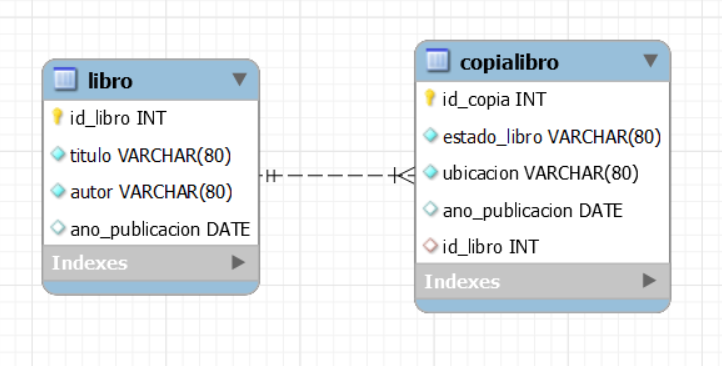 libro
id_libro INT
titulo VARCHAR(80)
autor VARCHAR(80)
ano_publicacion DATE
Indexes
copialibro
id_copia INT
estado_libro VARCHAR(80)
ubicacion VARCHAR(80)
ano_publicacion DATE
id_libro INT
Indexes